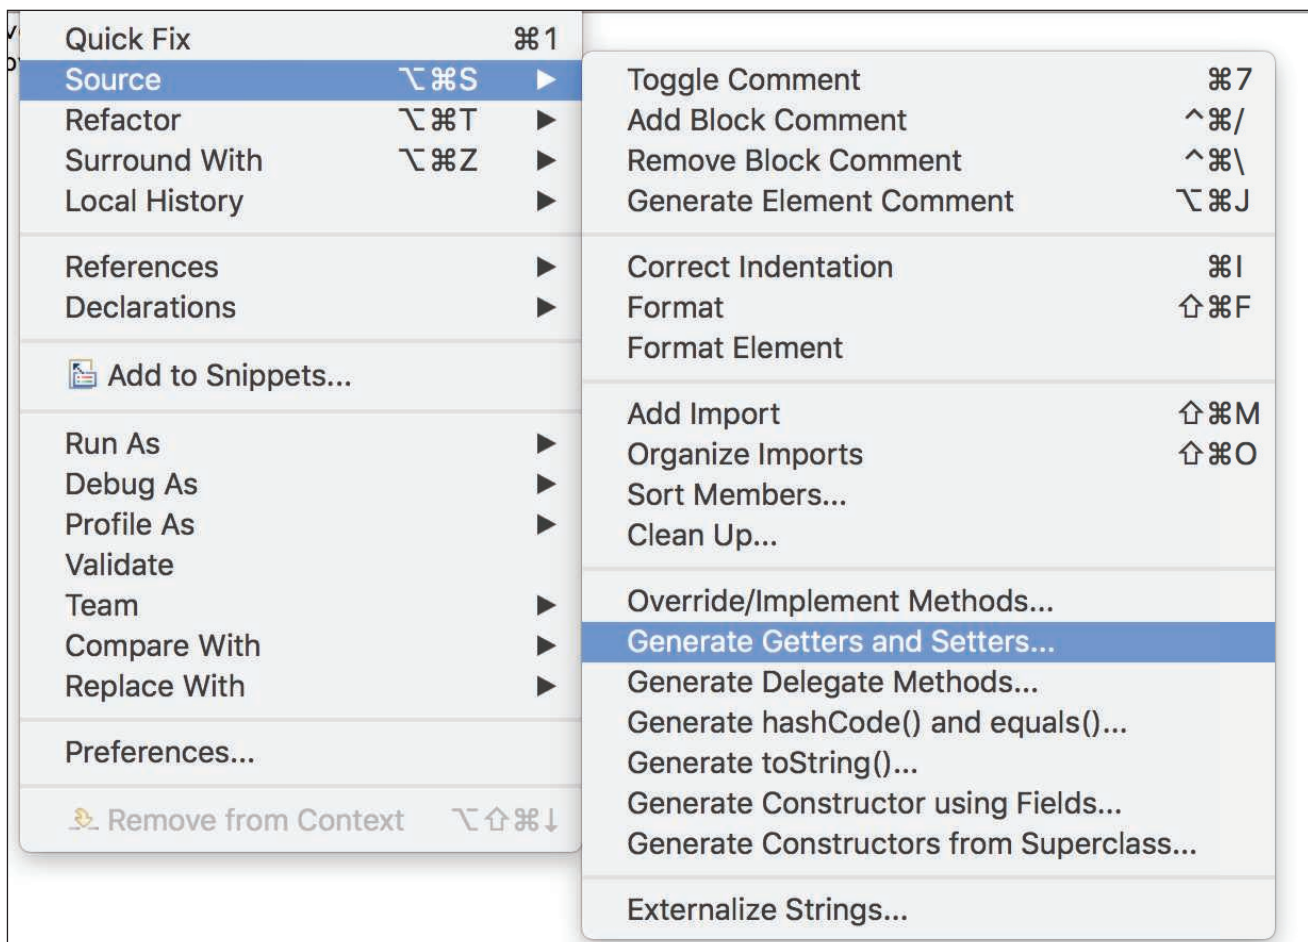 Quick Fix ⌘1
Source ⌥⌘S ▶
Refactor ⌥⌘T ▶
Surround With ⌥⌘Z ▶
Local History ▶
References ▶
Declarations ▶
Add to Snippets...
Run As ▶
Debug As ▶
Profile As ▶
Validate
Team ▶
Compare With ▶
Replace With ▶
Preferences...
Remove from Context ⌥⇧⌘↓
Toggle Comment ⌘7
Add Block Comment ^⌘/
Remove Block Comment ^⌘\
Generate Element Comment ⌥⌘J
Correct Indentation ⌘I
Format ⇧⌘F
Format Element
Add Import ⇧⌘M
Organize Imports ⇧⌘O
Sort Members...
Clean Up...
Override/Implement Methods...
Generate Getters and Setters...
Generate Delegate Methods...
Generate hashCode() and equals()...
Generate toString()...
Generate Constructor using Fields...
Generate Constructors from Superclass...
Externalize Strings...